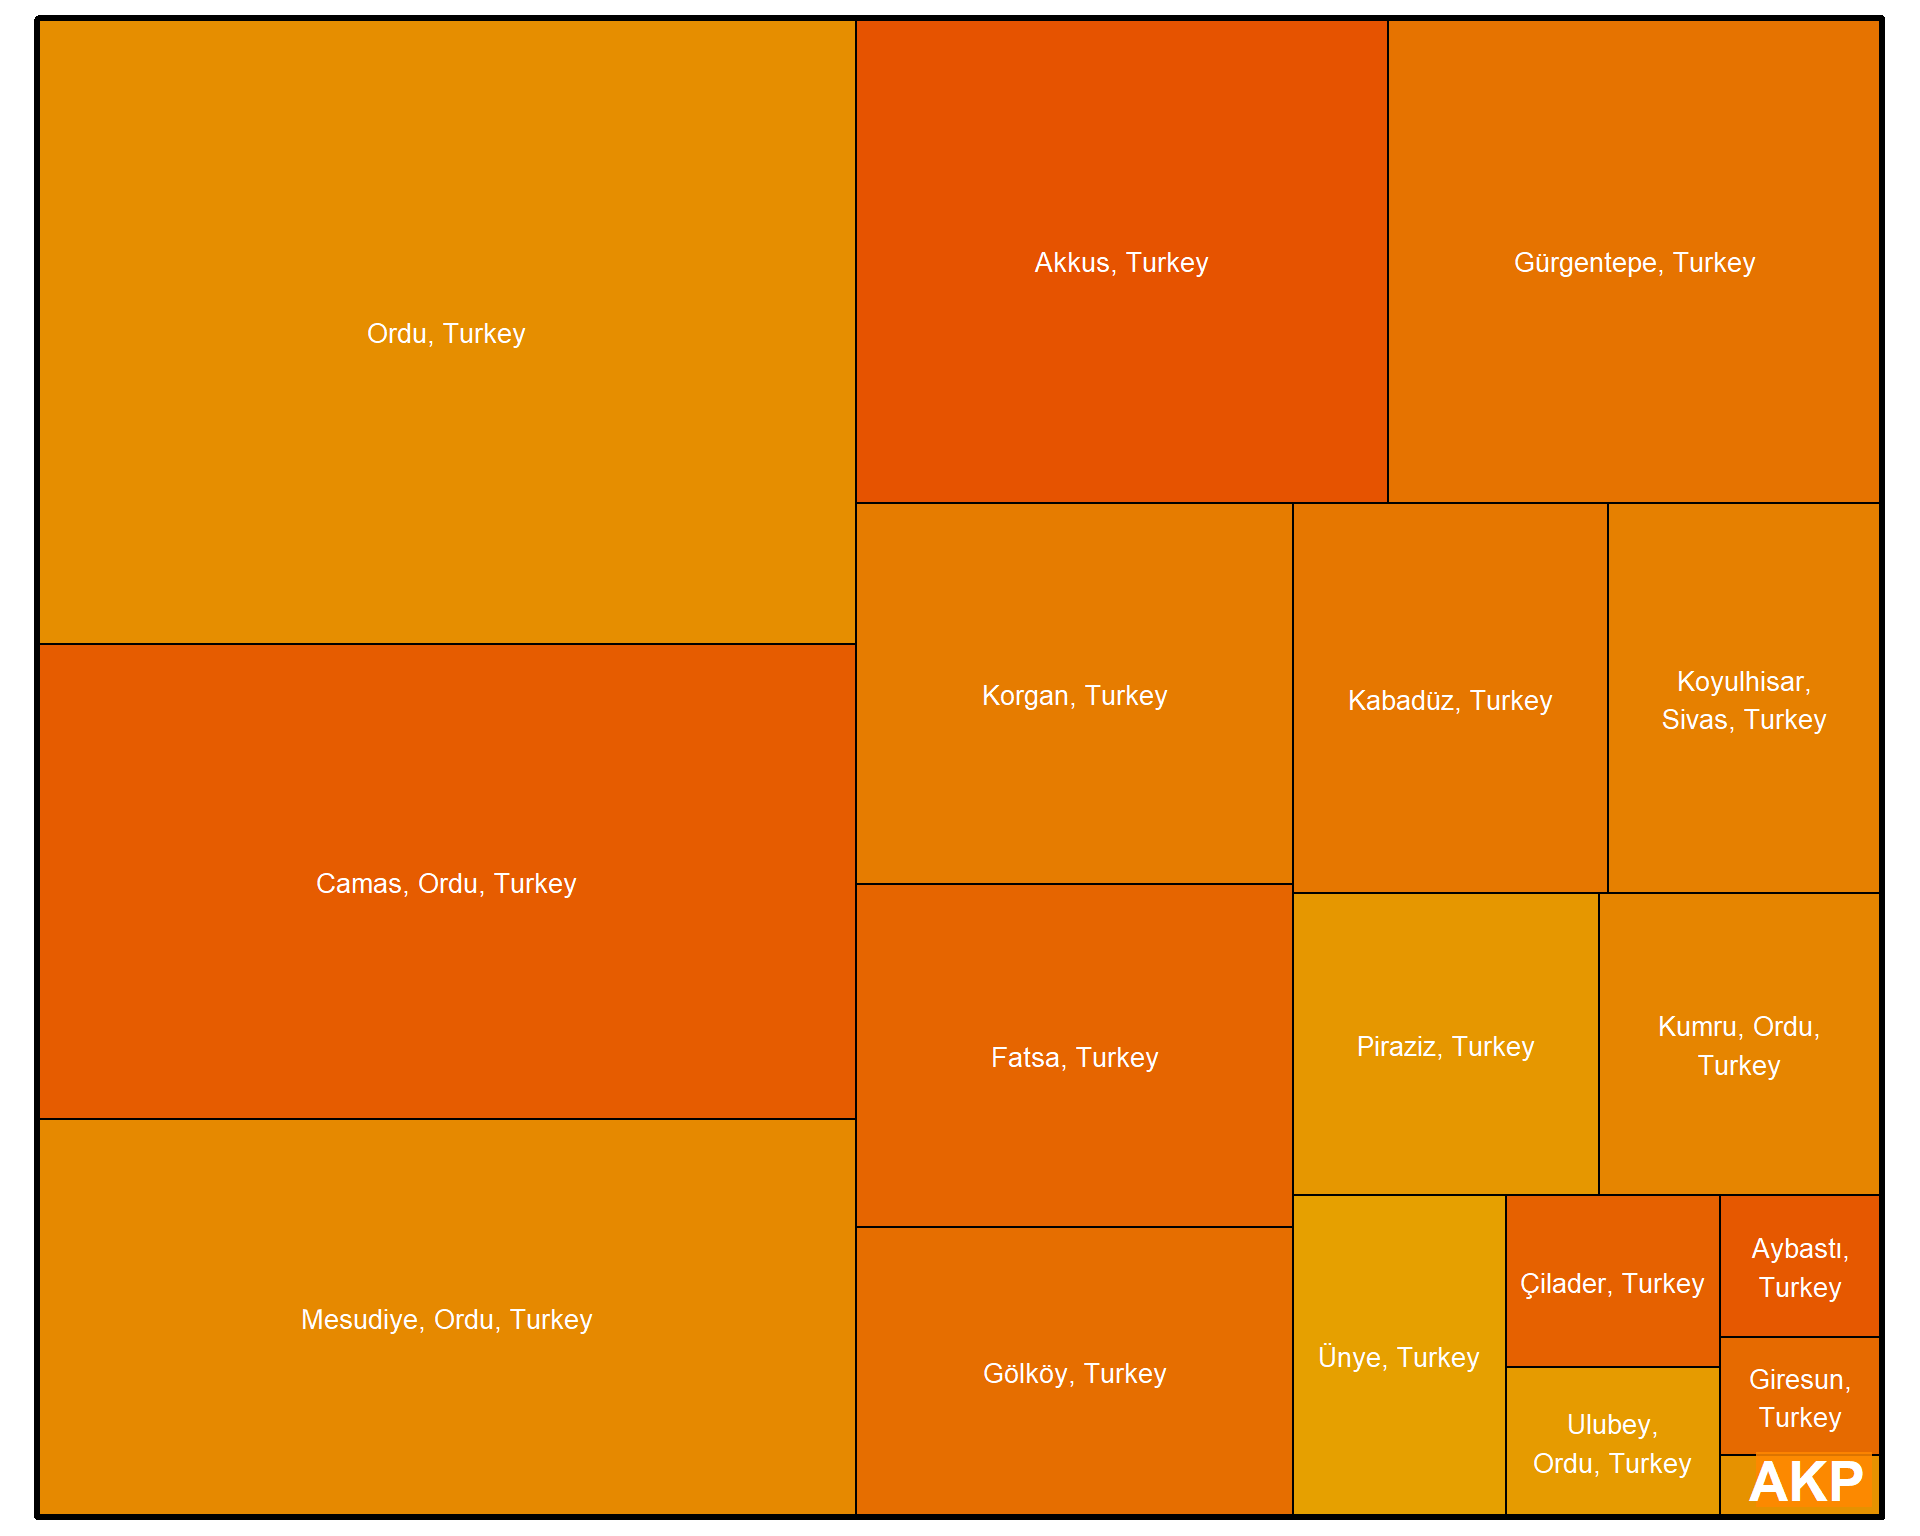 Ordu, Turkey
Akkus, Turkey
Gürgentepe, Turkey
Camas, Ordu, Turkey
Korgan, Turkey
Kabadüz, Turkey
Koyulhisar,
Sivas, Turkey
Fatsa, Turkey
Piraziz, Turkey
Kumru, Ordu,
Turkey
Mesudiye, Ordu, Turkey
Gölköy, Turkey
Ünye, Turkey
Çilader, Turkey
Aybastı,
Turkey
Ulubey,
Ordu, Turkey
Giresun,
Turkey
AKP